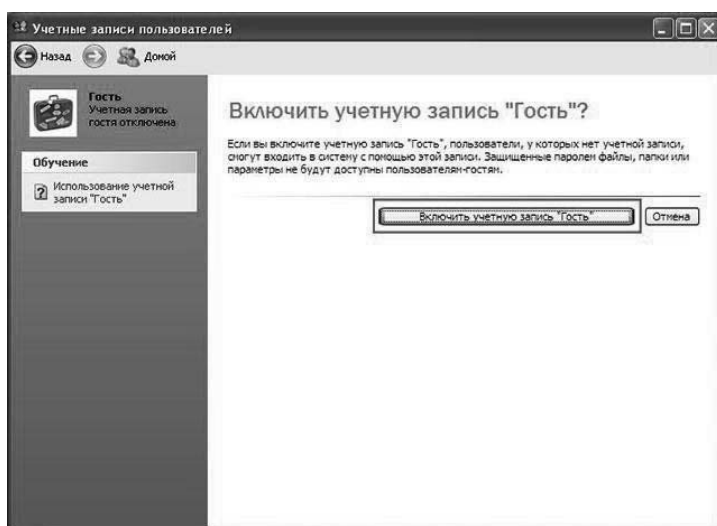 Учетные записи пользователей
Назад
Домой
Гость
Учетная запись
гостя отключена
Обучение
Использование учетной
записи "Гость"
Включить учетную запись "Гость"?
Если вы включите учетную запись "Гость", пользователи, у которых нет учетной записи,
смогут входить в систему с помощью этой записи. Защищенные паролем файлы, папки или
параметры не будут доступны пользователям-гостям.
Включить учетную запись "Гость"
Отмена